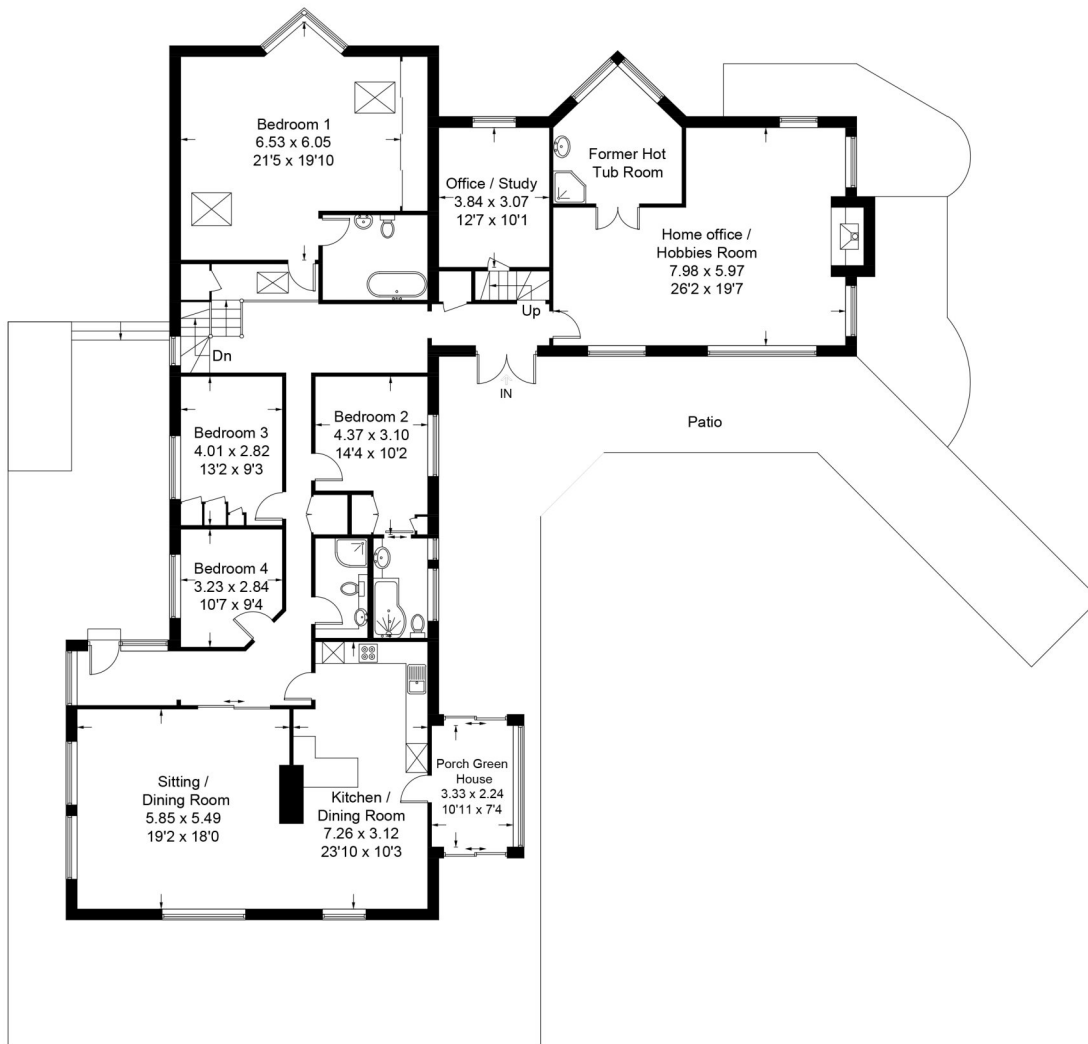 Bedroom 1
6.53 x 6.05
21'5 x 19'10
Office / Study
3.84 x 3.07
12'7 x 10'1
Former Hot
Tub Room
Home office /
Hobbies Room
7.98 x 5.97
26'2 x 19'7
Up
Dn
IN
Patio
Bedroom 3
4.01 x 2.82
13'2 x 9'3
Bedroom 2
4.37 x 3.10
14'4 x 10'2
Bedroom 4
3.23 x 2.84
10'7 x 9'4
Sitting /
Dining Room
5.85 x 5.49
19'2 x 18'0
Kitchen /
Dining Room
7.26 x 3.12
23'10 x 10'3
Porch Green
House
3.33 x 2.24
10'11 x 7'4